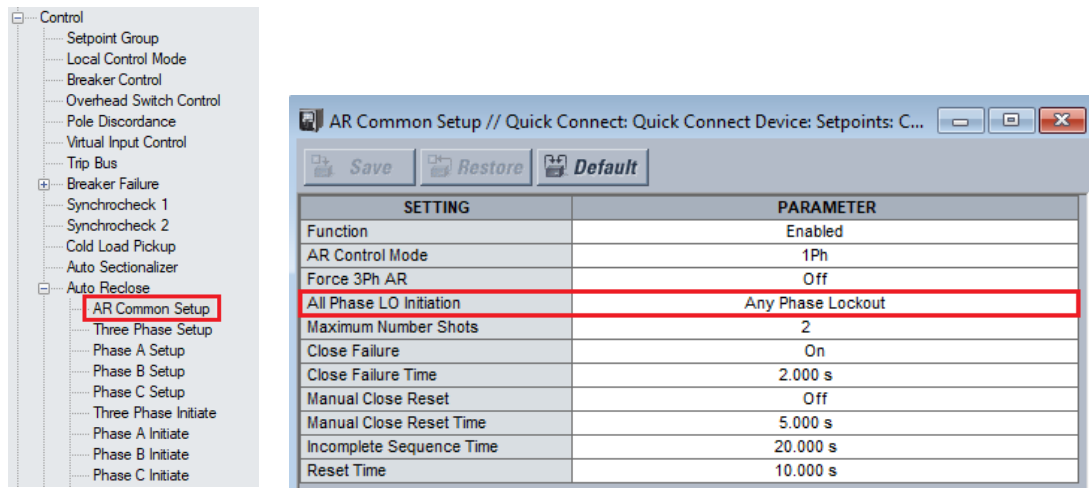 Control
Setpoint Group
Local Control Mode
Breaker Control
Overhead Switch Control
Pole Discordance
Virtual Input Control
Trip Bus
Breaker Failure
Synchrocheck 1
Synchrocheck 2
Cold Load Pickup
Auto Sectionalizer
Auto Reclose
AR Common Setup
Three Phase Setup
Phase A Setup
Phase B Setup
Phase C Setup
Three Phase Initiate
Phase A Initiate
Phase B Initiate
Phase C Initiate
AR Common Setup // Quick Connect: Quick Connect Device: Setpoints: C...
Save Restore Default
SETTING PARAMETER
Function Enabled
AR Control Mode 1Ph
Force 3Ph AR Off
All Phase LO Initiation Any Phase Lockout
Maximum Number Shots 2
Close Failure On
Close Failure Time 2.000 s
Manual Close Reset Off
Manual Close Reset Time 5.000 s
Incomplete Sequence Time 20.000 s
Reset Time 10.000 s